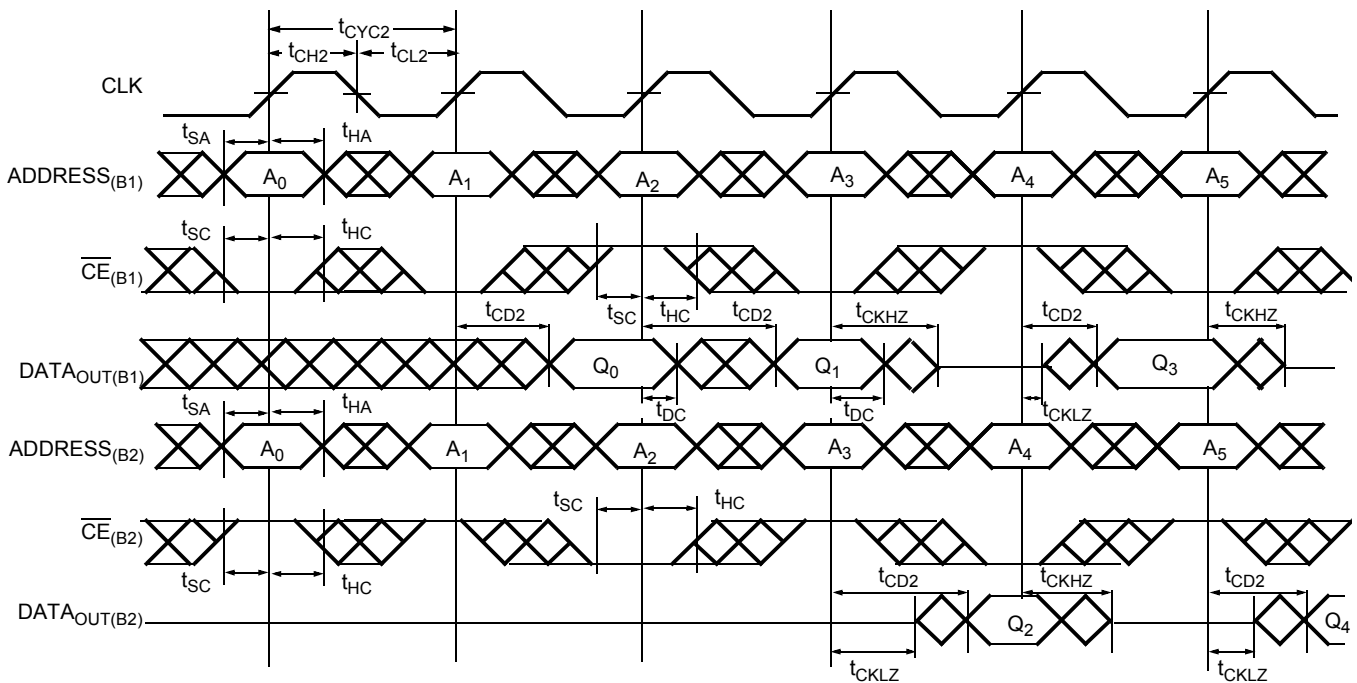 tCYC2
tCH2 tCL2
CLK
tSA tHA
ADDRESS(B1) A0 A1 A2 A3 A4 A5
tSC tHC
CE(B1)
tCD2 tSC tHC tCD2 tCKHZ tCD2 tCKHZ
DATAOUT(B1) Q0 Q1 Q3
tSA tHA tDC tDC tCKLZ
ADDRESS(B2) A0 A1 A2 A3 A4 A5
tSC tHC
CE(B2)
tSC tHC tCD2 tCKHZ tCD2
DATAOUT(B2) Q2 Q4
tCKLZ tCKLZ